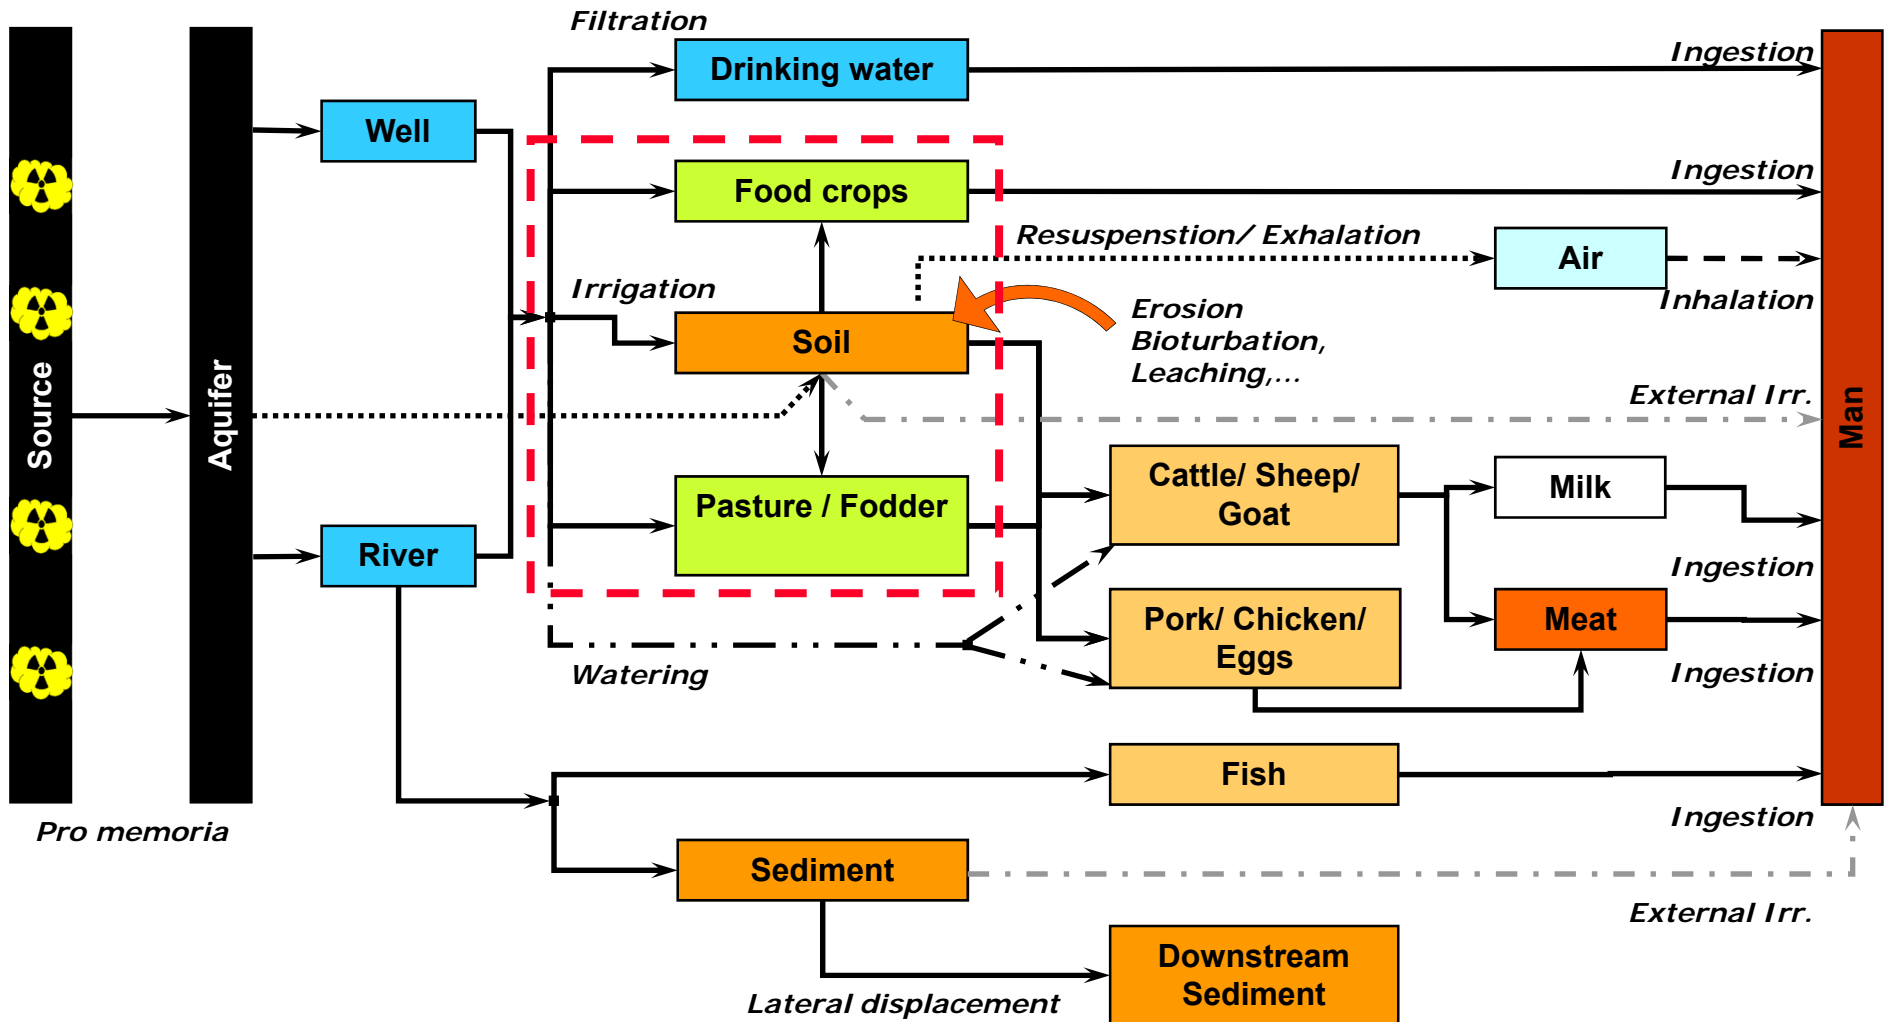 Filtration
Drinking water
Ingestion
Well
Food crops
Ingestion
Resuspenstion/ Exhalation
Air
Inhalation
Irrigation
Soil
Erosion
Bioturbation,
Leaching,...
Source
Aquifer
External Irr.
Man
Cattle/ Sheep/
Goat
Milk
Pasture / Fodder
River
Ingestion
Pork/ Chicken/
Eggs
Meat
Watering
Ingestion
Fish
Ingestion
Pro memoria
Sediment
External Irr.
Downstream
Sediment
Lateral displacement